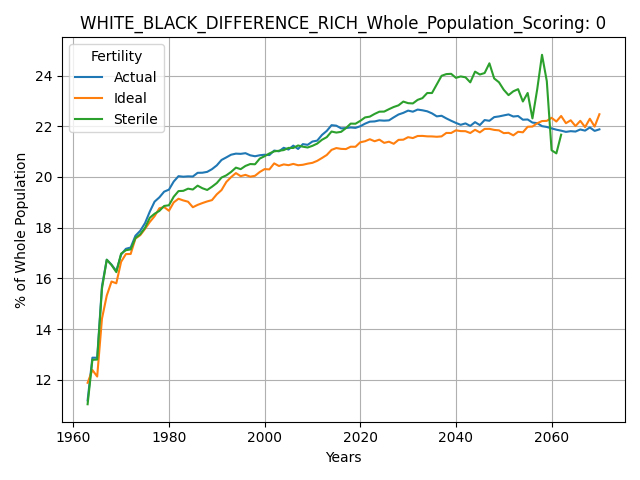 WHITE_BLACK_DIFFERENCE_RICH_Whole_Population_Scoring: 0
Fertility
Actual
Ideal
Sterile
% of Whole Population
24
22
20
18
16
14
12
1960
1980
2000
2020
2040
2060
Years